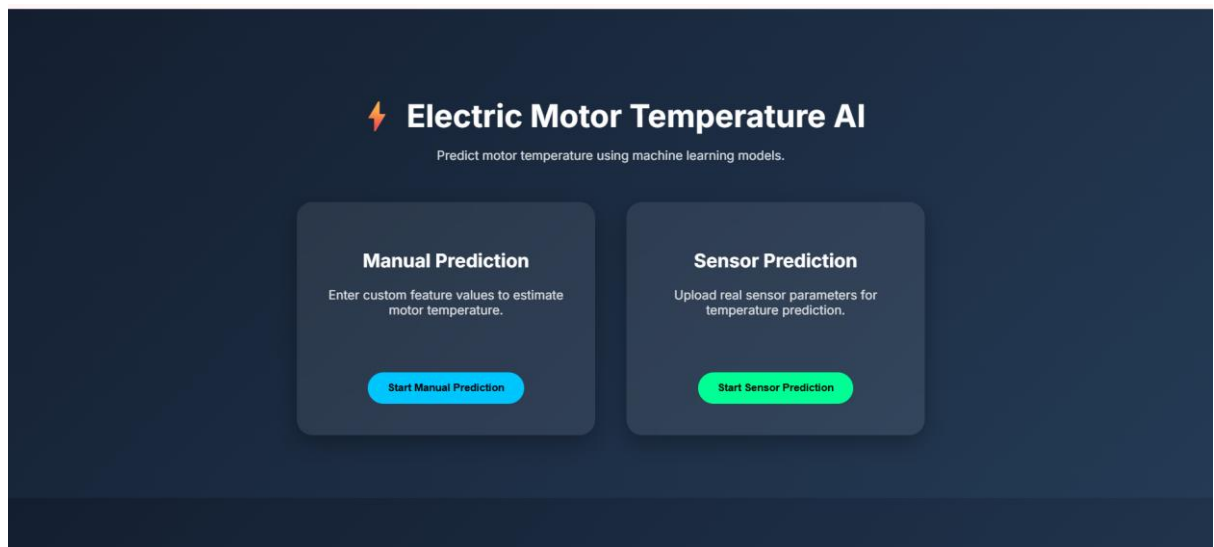 Electric Motor Temperature AI
Predict motor temperature using machine learning models.
Manual Prediction
Enter custom feature values to estimate
motor temperature.
Start Manual Prediction
Sensor Prediction
Upload real sensor parameters for
temperature prediction.
Start Sensor Prediction